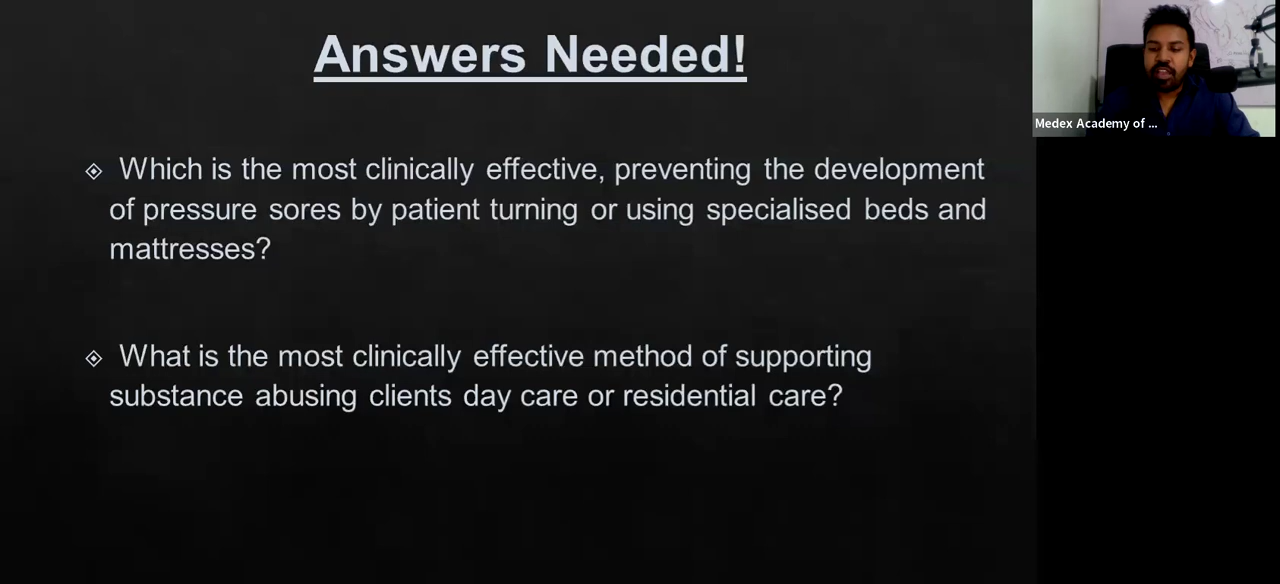 Answers Needed!
Which is the most clinically effective, preventing the development
of pressure sores by patient turning or using specialised beds and
mattresses?
What is the most clinically effective method of supporting
substance abusing clients day care or residential care?
Medex Academy of ...